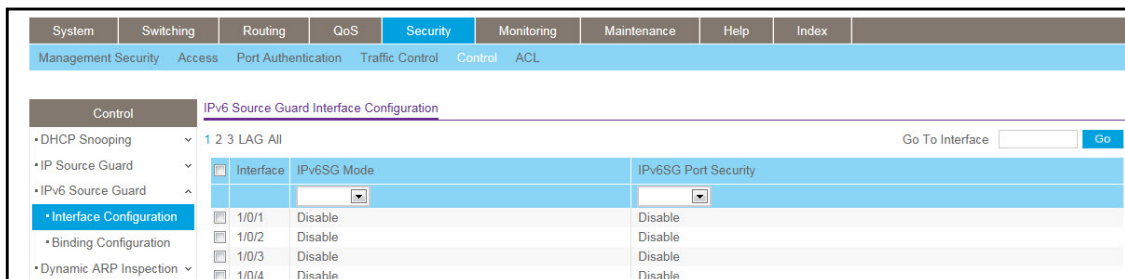 System Switching Routing QoS Security Monitoring Maintenance Help Index
Management Security Access Port Authentication Traffic Control Control ACL
Control
DHCP Snooping
IP Source Guard
IPv6 Source Guard
Interface Configuration
Binding Configuration
Dynamic ARP Inspection
IPv6 Source Guard Interface Configuration
1 2 3 LAG All Go To Interface Go
Interface IPv6SG Mode IPv6SG Port Security
1/0/1 Disable Disable
1/0/2 Disable Disable
1/0/3 Disable Disable
1/0/4 Disable Disable